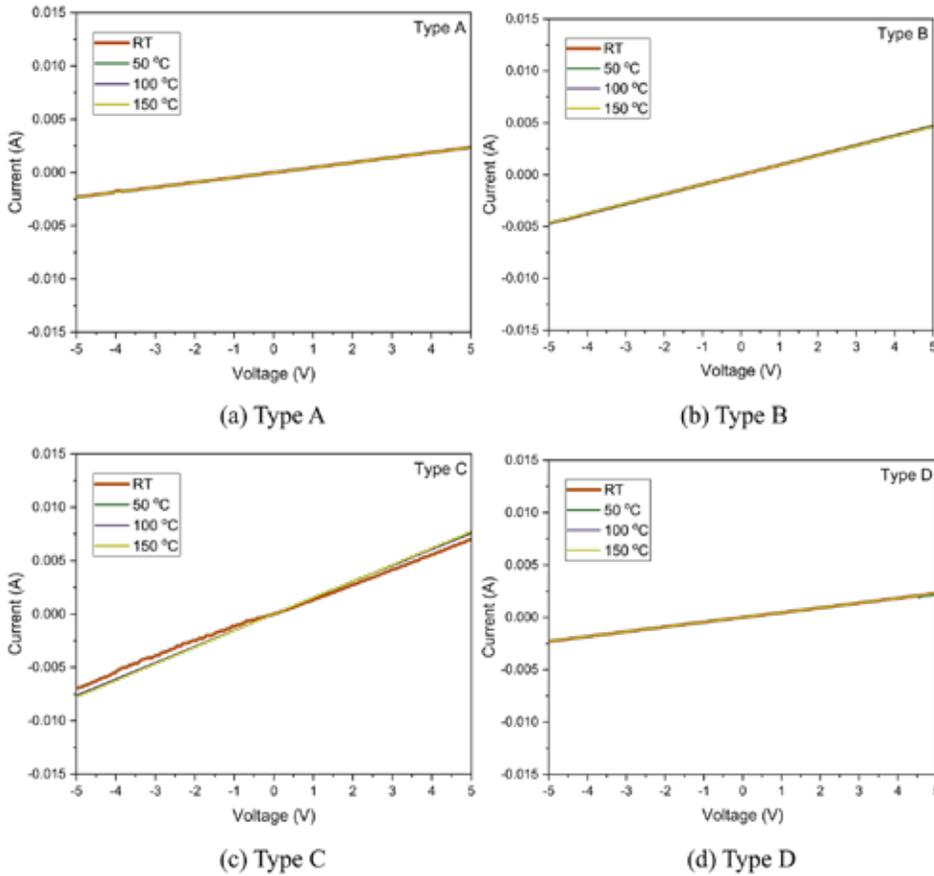 Type A
RT
50 °C
100 °C
150 °C
0.015
0.010
0.005
0.000
-0.005
-0.010
-0.015
Current (A)
-5 -4 -3 -2 -1 0 1 2 3 4 5
Voltage (V)
(a) Type A
Type B
RT
50 °C
100 °C
150 °C
0.015
0.010
0.005
0.000
-0.005
-0.010
-0.015
Current (A)
-5 -4 -3 -2 -1 0 1 2 3 4 5
Voltage (V)
(b) Type B
Type C
RT
50 °C
100 °C
150 °C
0.015
0.010
0.005
0.000
-0.005
-0.010
-0.015
Current (A)
-5 -4 -3 -2 -1 0 1 2 3 4 5
Voltage (V)
(c) Type C
Type D
RT
50 °C
100 °C
150 °C
0.015
0.010
0.005
0.000
-0.005
-0.010
-0.015
Current (A)
-5 -4 -3 -2 -1 0 1 2 3 4 5
Voltage (V)
(d) Type D